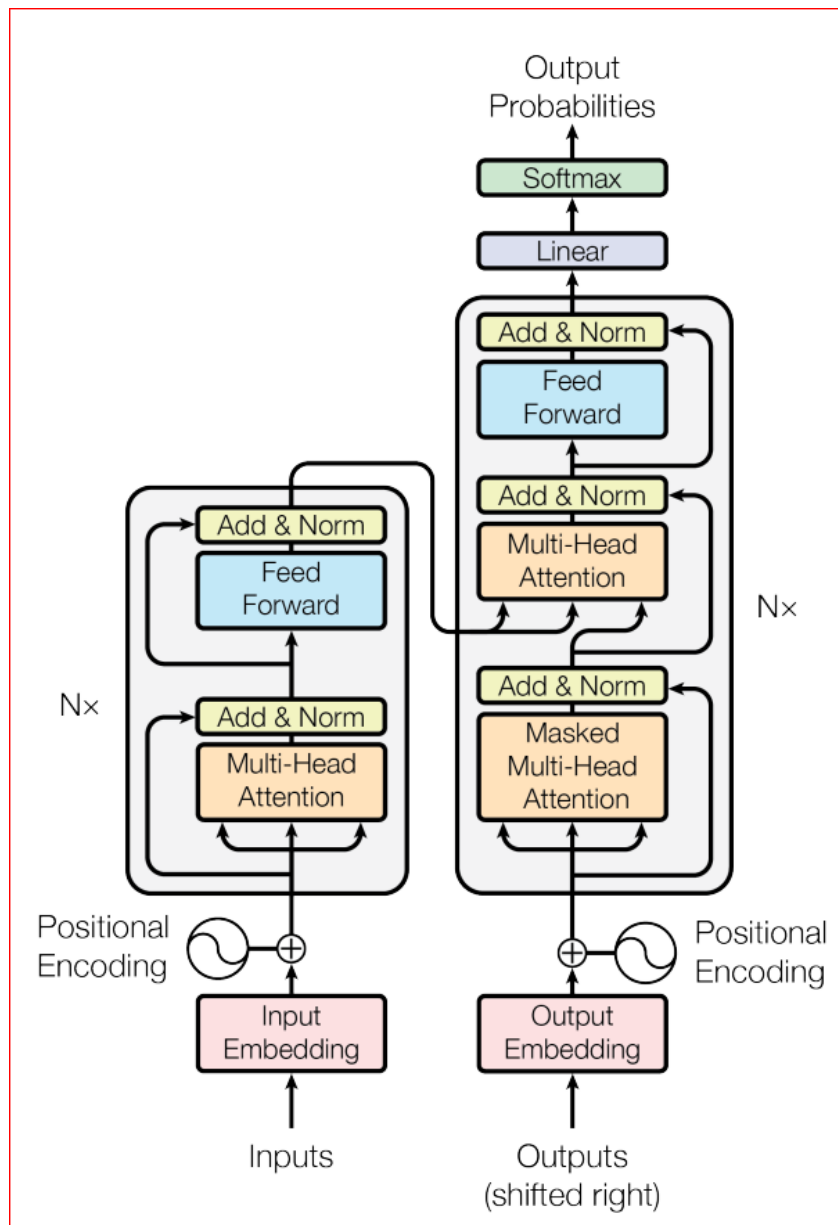 Output
Probabilities
Softmax
Linear
Add & Norm
Feed
Forward
Add & Norm
Multi-Head
Attention
Add & Norm
Masked
Multi-Head
Attention
N×
Add & Norm
Feed
Forward
Add & Norm
Multi-Head
Attention
N×
Positional
Encoding
Positional
Encoding
Input
Embedding
Output
Embedding
Inputs
Outputs
(shifted right)